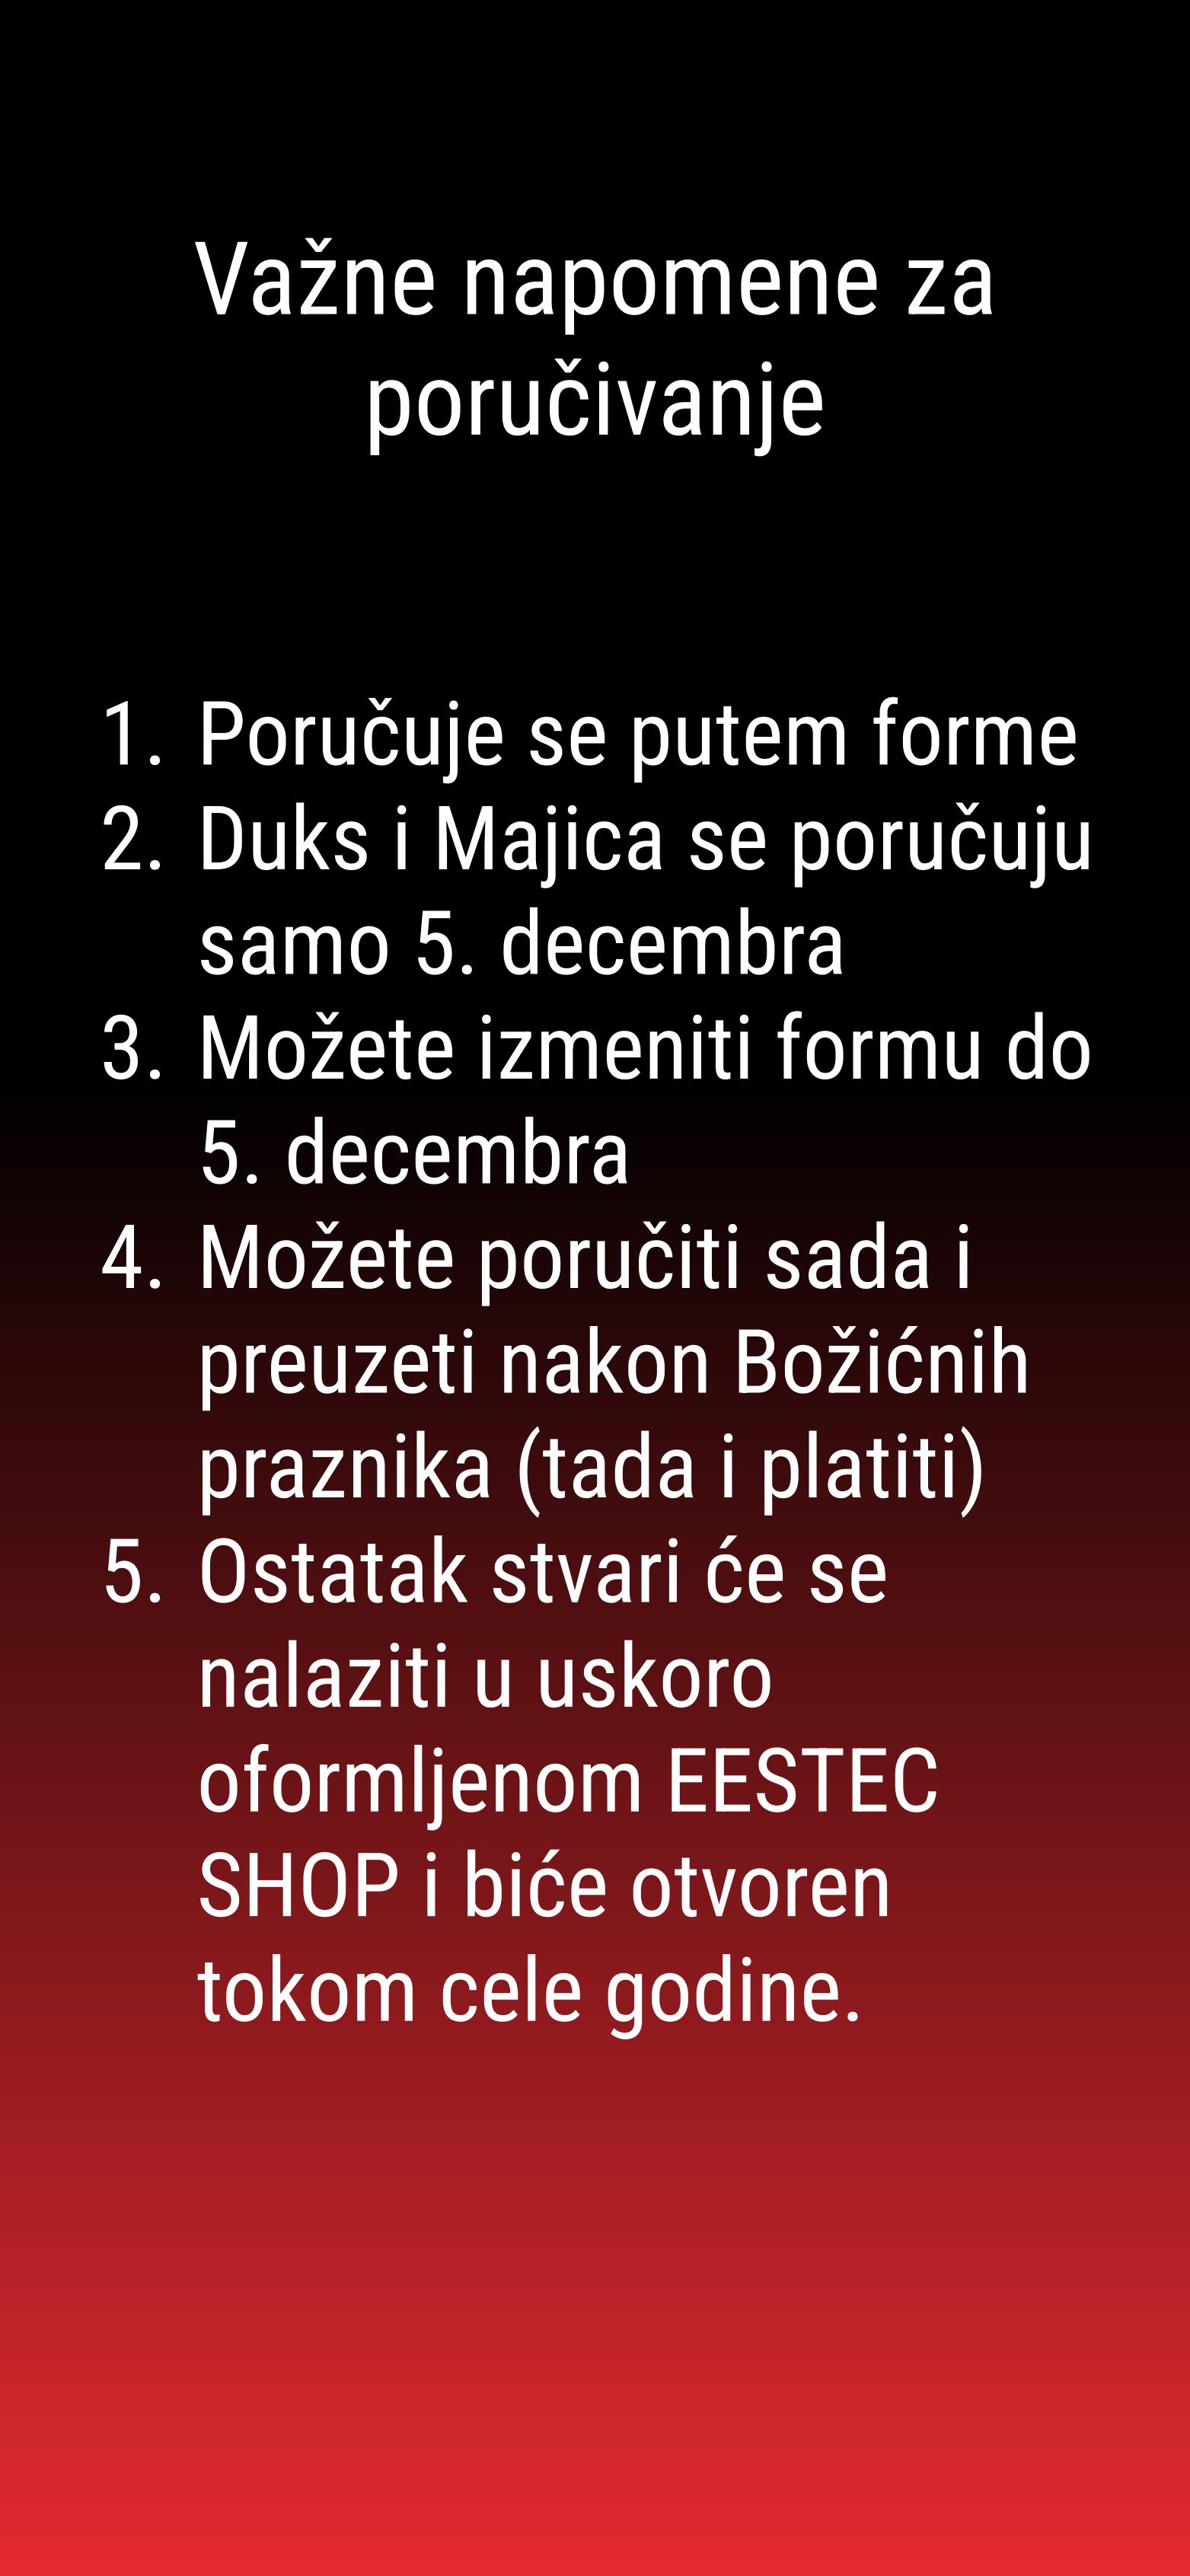 Važne napomene za
poručivanje
1. Poručuje se putem forme
2. Duks i Majica se poručuju
samo 5. decembra
3. Možete izmeniti formu do
5. decembra
4. Možete poručiti sada i
preuzeti nakon Božićnih
praznika (tada i platiti)
5. Ostatak stvari će se
nalaziti u uskoro
oformljenom EESTEC
SHOP i biće otvoren
tokom cele godine.